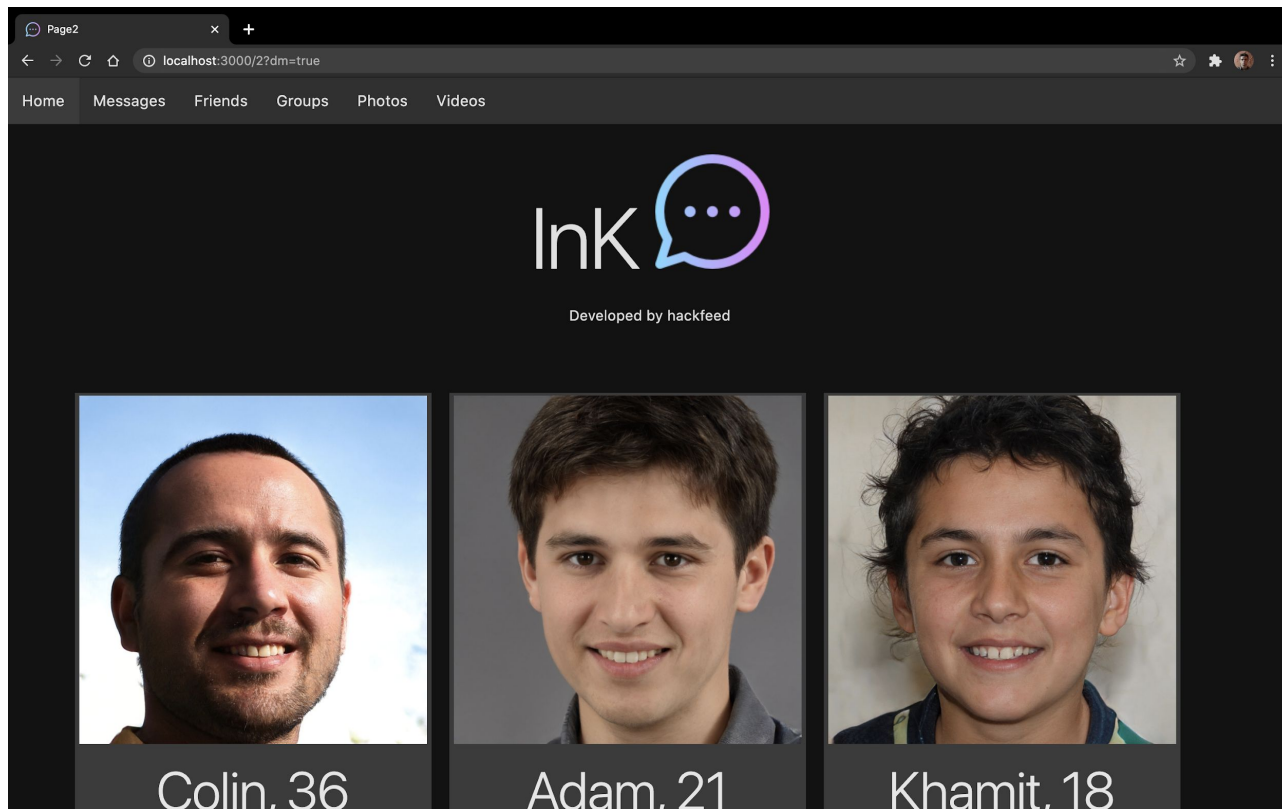 Page2
localhost:3000/2?dm=true
Home Messages Friends Groups Photos Videos
InK
Developed by hackfeed
Colin, 36 Adam, 21 Khamit, 18